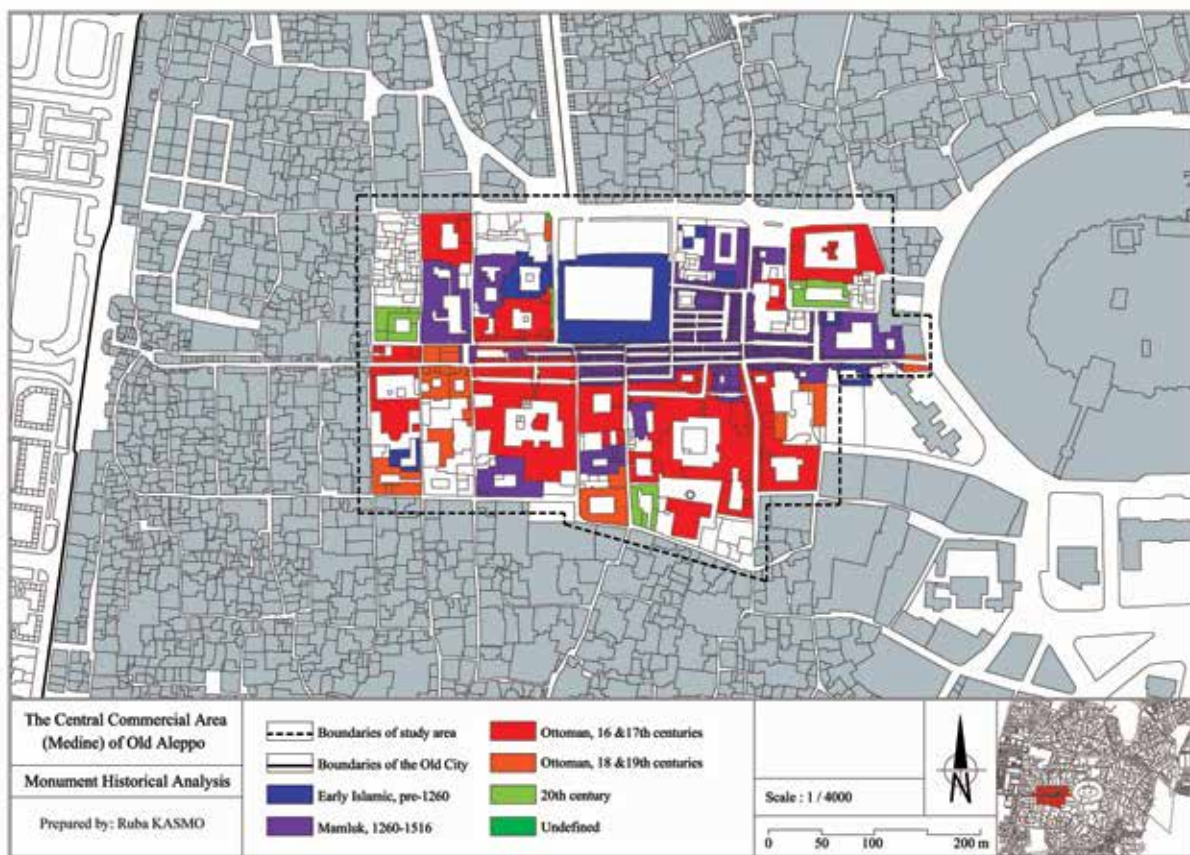 The Central Commercial Area
(Medine) of Old Aleppo
Monument Historical Analysis
Prepared by: Ruba KASMO
Boundaries of study area
Boundaries of the Old City
Early Islamic, pre-1260
Mamluk, 1260-1516
Ottoman, 16 &17th centuries
Ottoman, 18 &19th centuries
20th century
Undefined
Scale : 1 / 4000
0 50 100 200 m
N